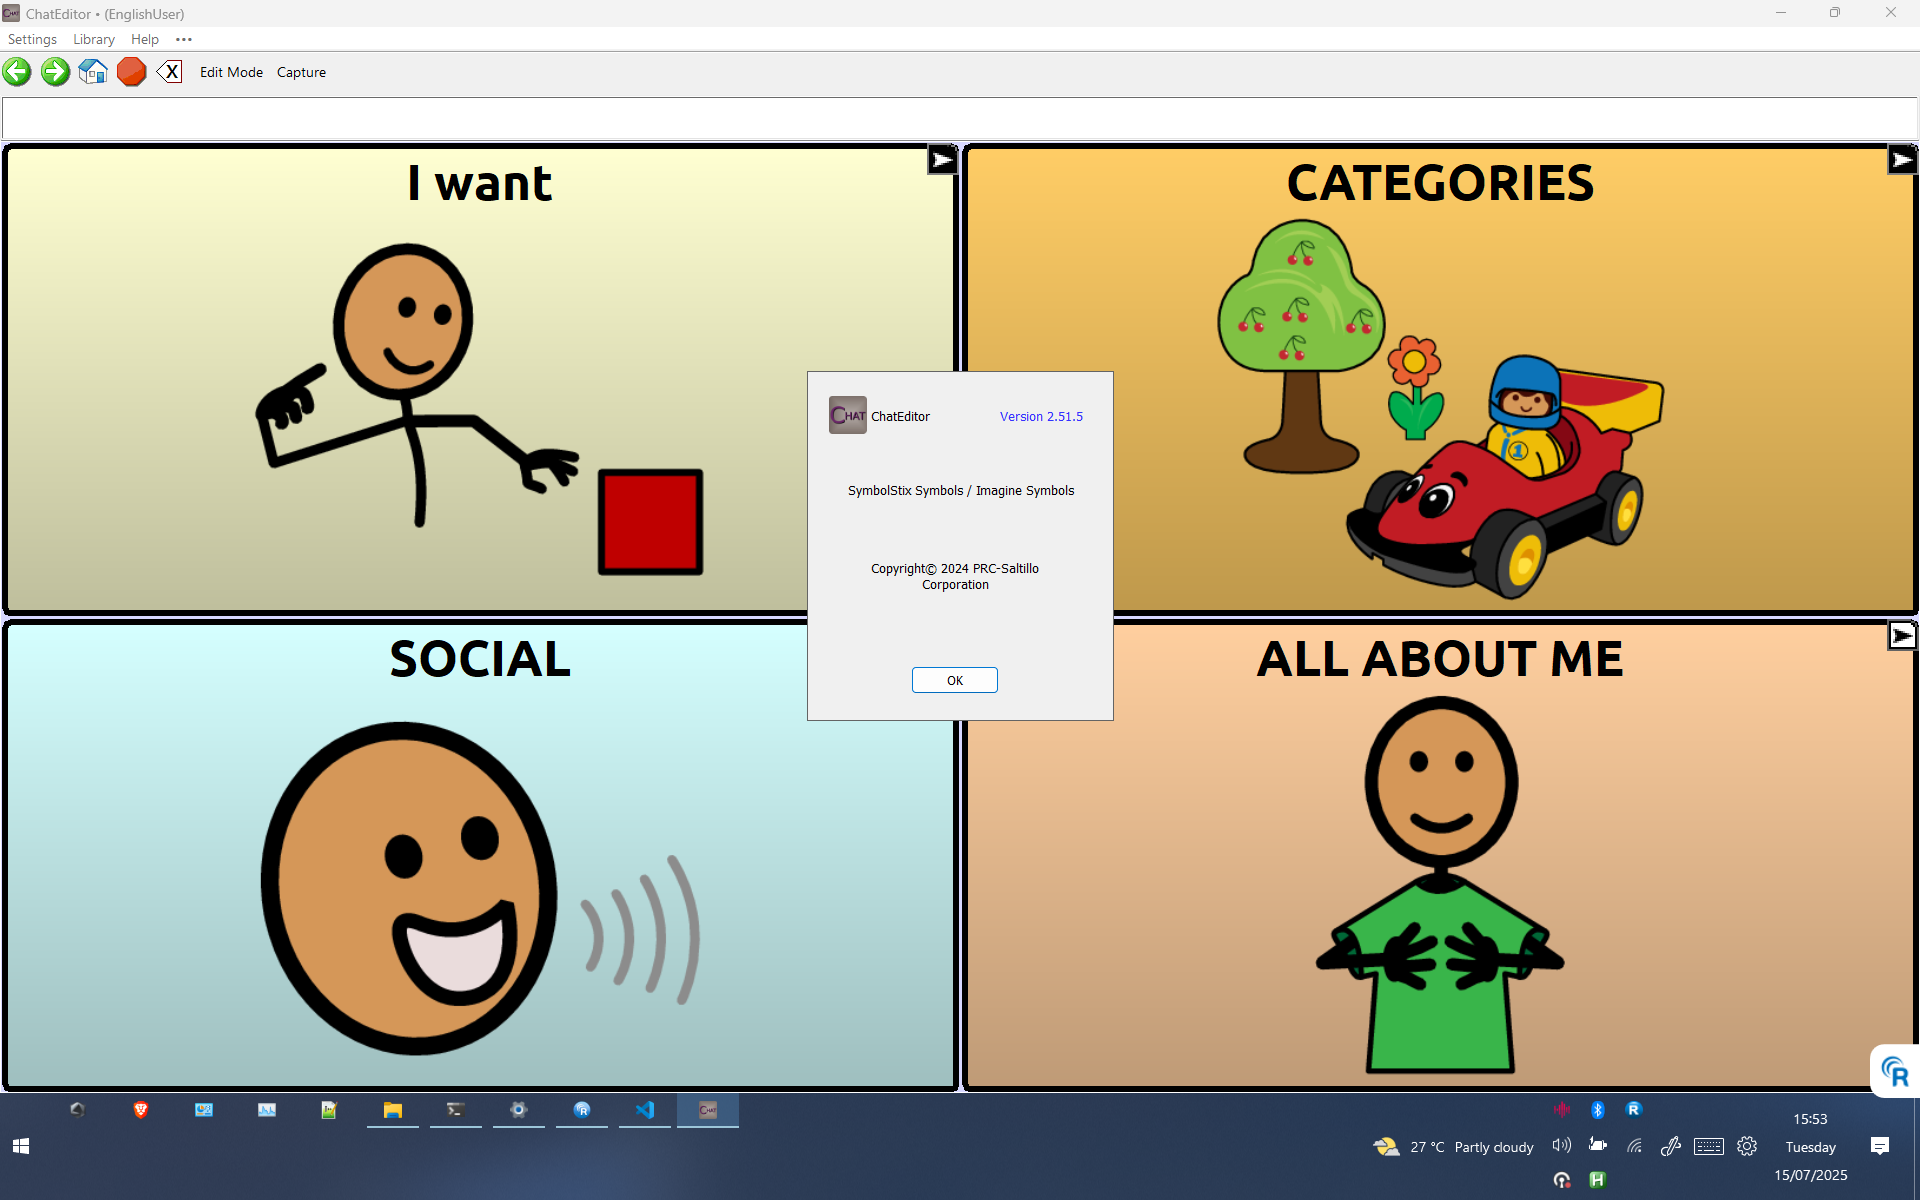 ChatEditor • (EnglishUser)
Settings Library Help •••
X Edit Mode Capture
I want
CATEGORIES
1
CHAT ChatEditor Version 2.51.5
SymbolStix Symbols / Imagine Symbols
Copyright© 2024 PRC-Saltillo
Corporation
OK
SOCIAL
ALL ABOUT ME
R
R
CHAT
R
15:53
27 °C Partly cloudy
Tuesday
15/07/2025
H